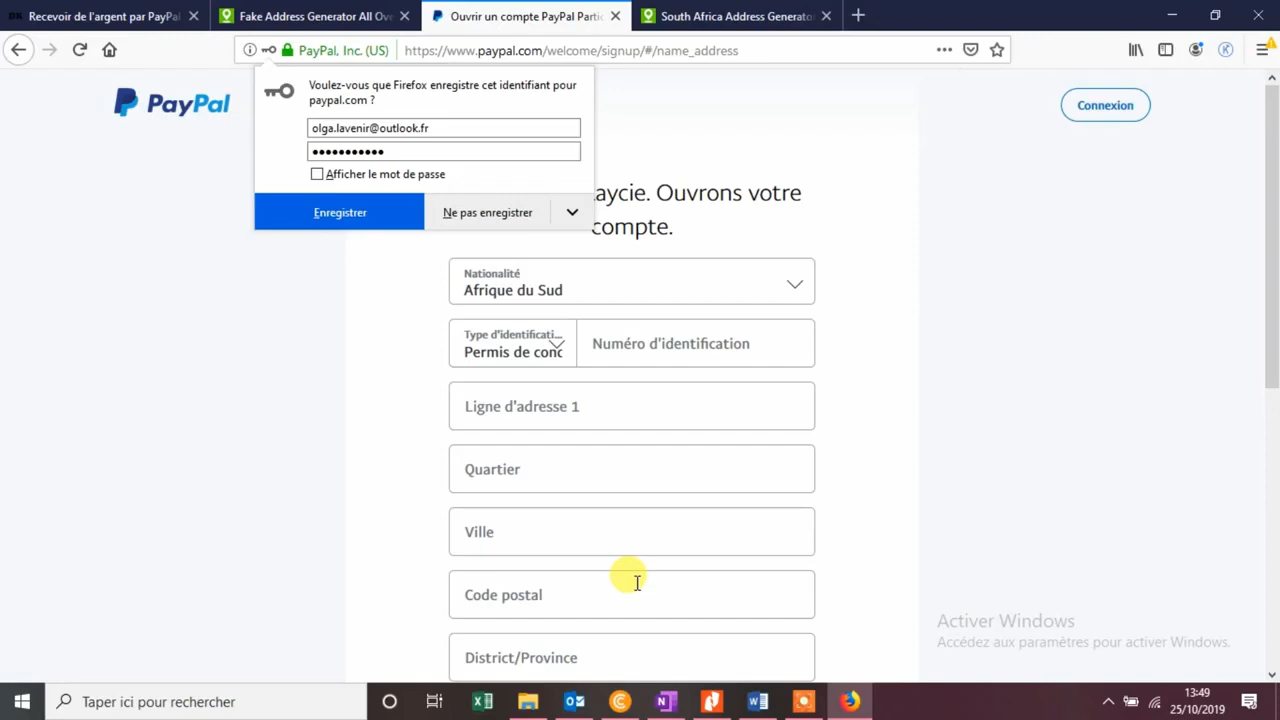 Recevoir de l'argent par PayPal
Fake Address Generator All Ove
Ouvrir un compte PayPal Partic
South Africa Address Generator
PayPal, Inc. (US)
https://www.paypal.com/welcome/signup/#/name_address
PayPal
Connexion
Voulez-vous que Firefox enregistre cet identifiant pour
paypal.com ?
olga.lavenir@outlook.fr
Afficher le mot de passe
Enregistrer
Ne pas enregistrer
aycie. Ouvrons votre
compte.
Nationalité
Afrique du Sud
Type d'identificati...
Permis de conc
Numéro d'identification
Ligne d'adresse 1
Quartier
Ville
Code postal
District/Province
Activer Windows
Accédez aux paramètres pour activer Windows.
Taper ici pour rechercher
13:49
25/10/2019